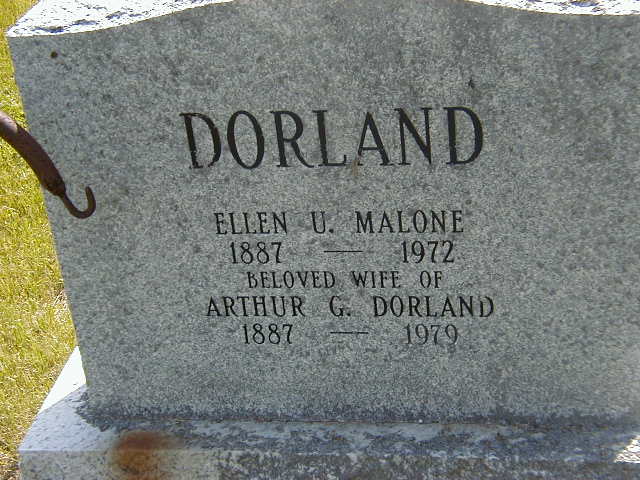 DORLAND
ELLEN U. MALONE
1887 — 1972
BELOVED WIFE OF
ARTHUR G. DORLAND
1887 — 1979